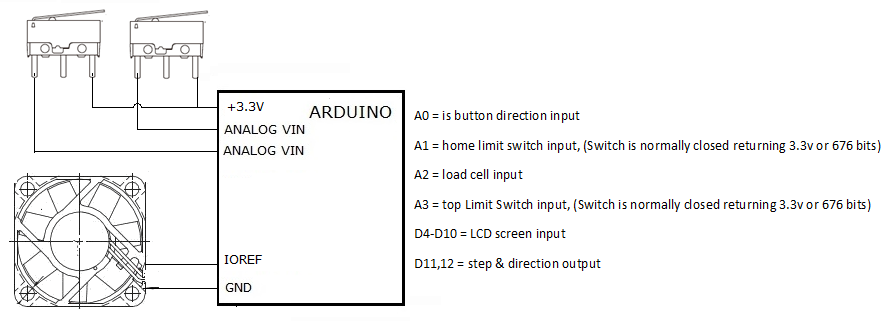 +3.3V
ARDUINO
ANALOG VIN
ANALOG VIN
IOREF
GND
A0 = is button direction input
A1 = home limit switch input, (Switch is normally closed returning 3.3v or 676 bits)
A2 = load cell input
A3 = top Limit Switch input, (Switch is normally closed returning 3.3v or 676 bits)
D4-D10 = LCD screen input
D11,12 = step & direction output